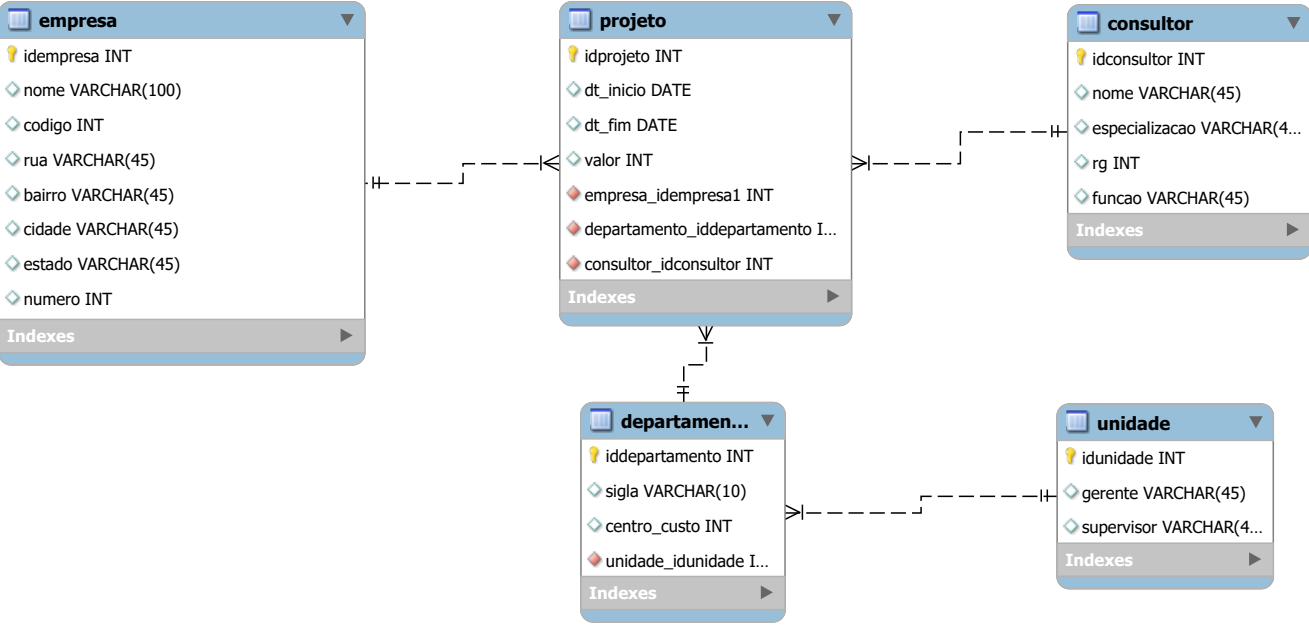 empresa
idempresa INT
nome VARCHAR(100)
codigo INT
rua VARCHAR(45)
bairro VARCHAR(45)
cidade VARCHAR(45)
estado VARCHAR(45)
numero INT
Indexes
projeto
idprojeto INT
dt_inicio DATE
dt_fim DATE
valor INT
empresa_idempresa1 INT
departamento_iddepartamento I...
consultor_idconsultor INT
Indexes
consultor
idconsultor INT
nome VARCHAR(45)
especializacao VARCHAR(4...
rg INT
funcao VARCHAR(45)
Indexes
departamen...
iddepartamento INT
sigla VARCHAR(10)
centro_custo INT
unidade_idunidade I...
Indexes
unidade
idunidade INT
gerente VARCHAR(45)
supervisor VARCHAR(4...
Indexes